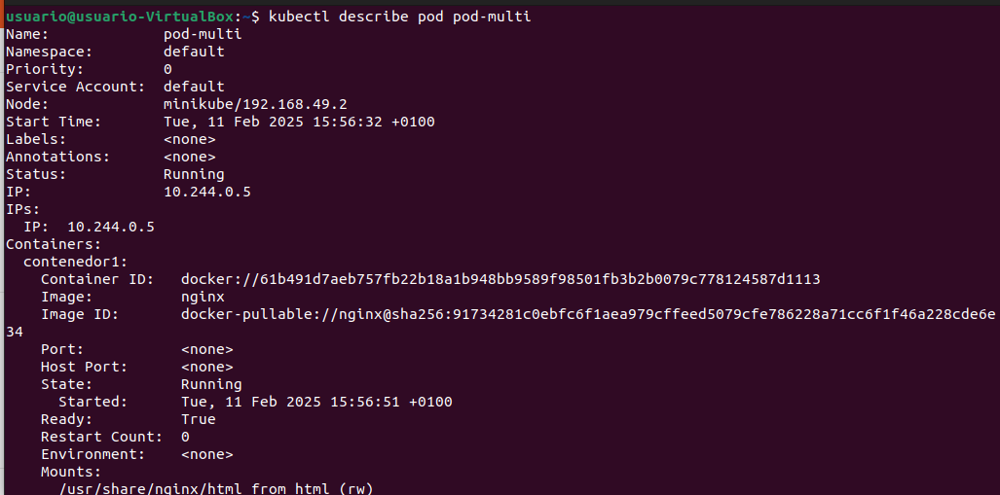 usuario@usuario-VirtualBox:~$ kubectl describe pod pod-multi
Name:             pod-multi
Namespace:        default
Priority:         0
Service Account:  default
Node:             minikube/192.168.49.2
Start Time:       Tue, 11 Feb 2025 15:56:32 +0100
Labels:           <none>
Annotations:      <none>
Status:           Running
IP:               10.244.0.5
IPs:
  IP:  10.244.0.5
Containers:
  contenedor1:
    Container ID:   docker://61b491d7aeb757fb22b18a1b948bb9589f98501fb3b2b0079c778124587d1113
    Image:          nginx
    Image ID:       docker-pullable://nginx@sha256:91734281c0ebfc6f1aea979cffeed5079cfe786228a71cc6f1f46a228cde6e
34
    Port:           <none>
    Host Port:      <none>
    State:          Running
      Started:      Tue, 11 Feb 2025 15:56:51 +0100
    Ready:          True
    Restart Count:  0
    Environment:    <none>
    Mounts:
      /usr/share/nginx/html from html (rw)